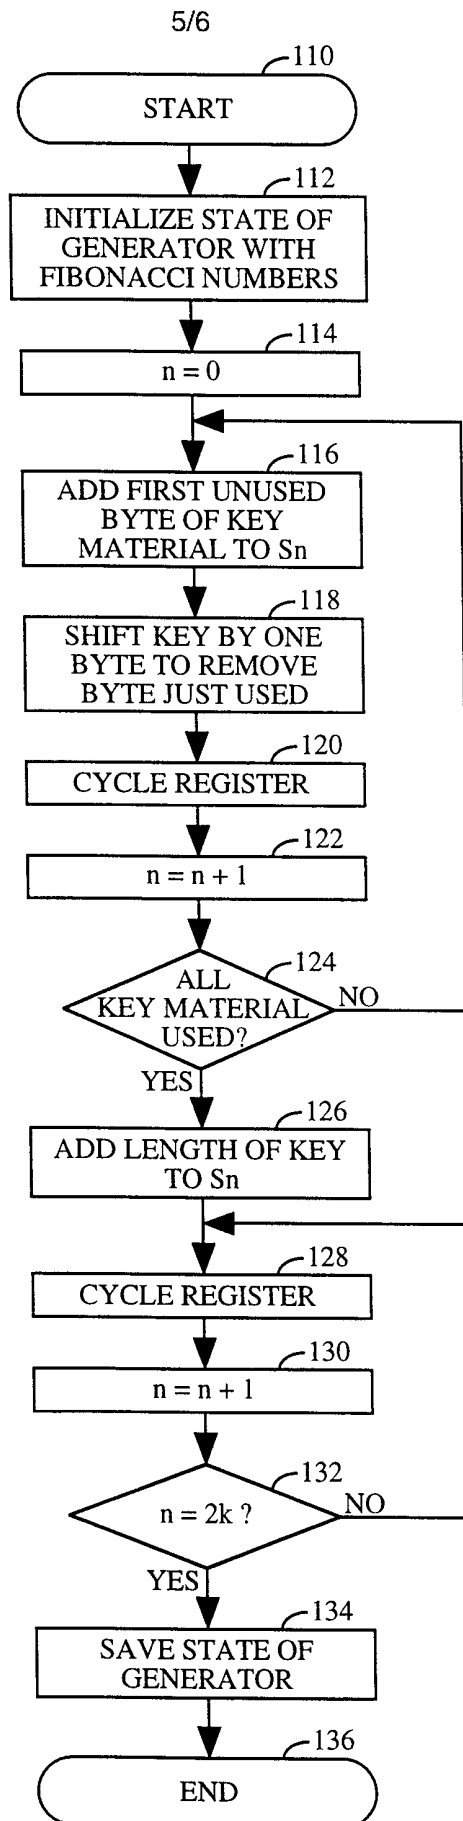 5/6
110
START
112
INITIALIZE STATE OF
GENERATOR WITH
FIBONACCI NUMBERS
114
n = 0
116
ADD FIRST UNUSED
BYTE OF KEY
MATERIAL TO Sn
118
SHIFT KEY BY ONE
BYTE TO REMOVE
BYTE JUST USED
120
CYCLE REGISTER
122
n = n + 1
124
ALL
KEY MATERIAL
USED?
NO
YES
126
ADD LENGTH OF KEY
TO Sn
128
CYCLE REGISTER
130
n = n + 1
132
n = 2k ?
NO
YES
134
SAVE STATE OF
GENERATOR
136
END